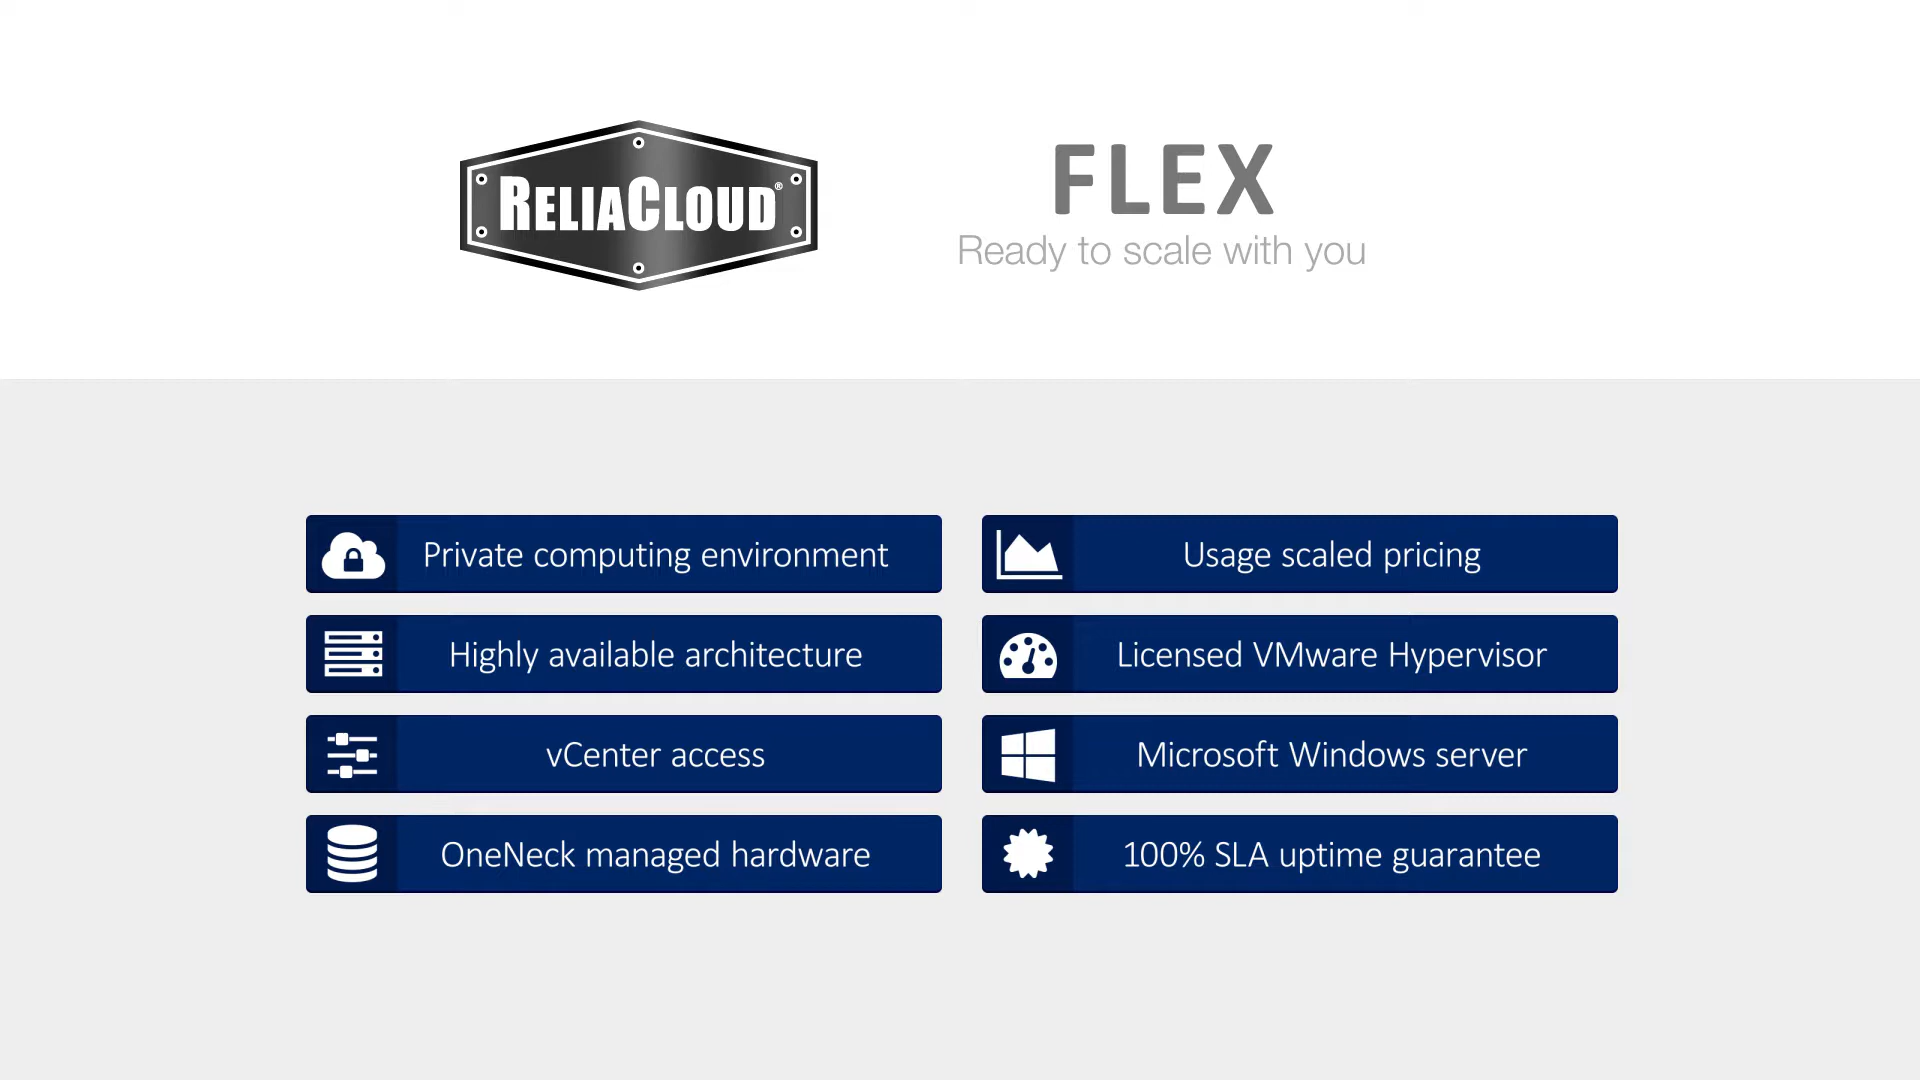 RELIACLOUD®
FLEX
Ready to scale with you
Private computing environment
Usage scaled pricing
Highly available architecture
Licensed VMware Hypervisor
vCenter access
Microsoft Windows server
OneNeck managed hardware
100% SLA uptime guarantee